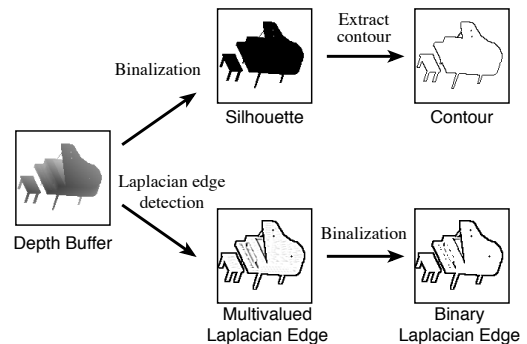 Extract
contour
Binalization
Silhouette
Contour
Laplacian edge
detection
Depth Buffer
Binalization
Multivalued
Laplacian Edge
Binary
Laplacian Edge